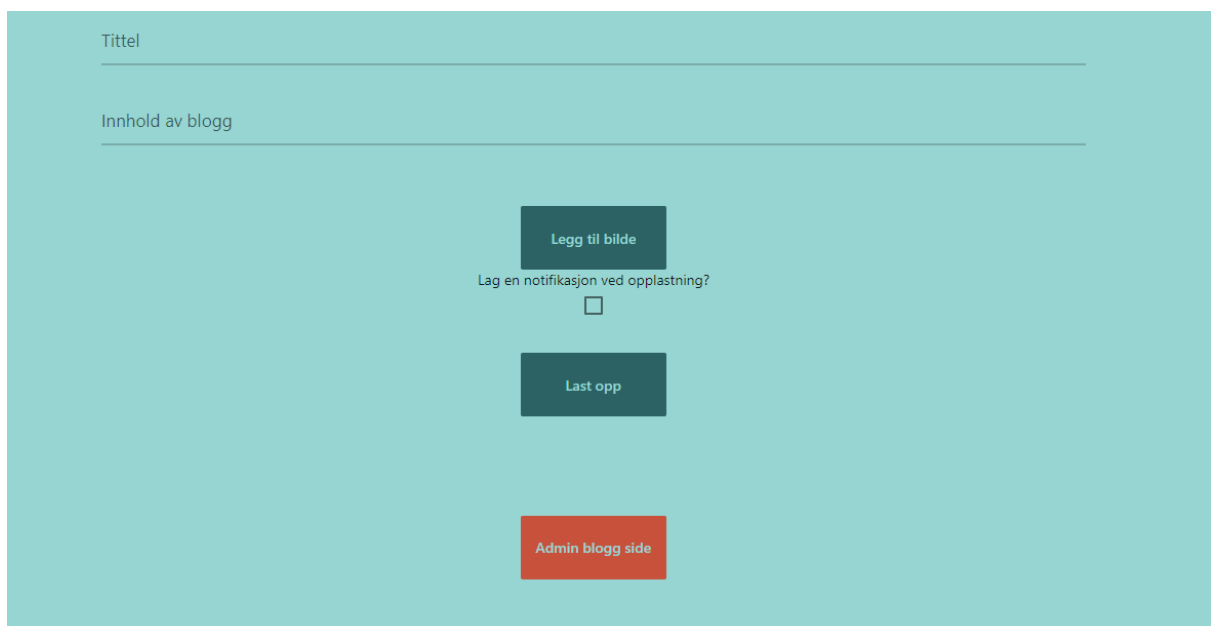 Tittel
Innhold av blogg
Legg til bilde
Lag en notifikasjon ved opplastning?
Last opp
Admin blogg side